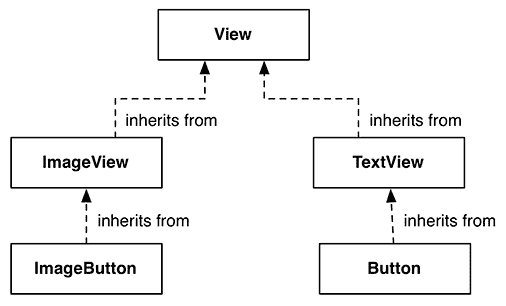 View
inherits from
inherits from
ImageView
TextView
inherits from
inherits from
ImageButton
Button